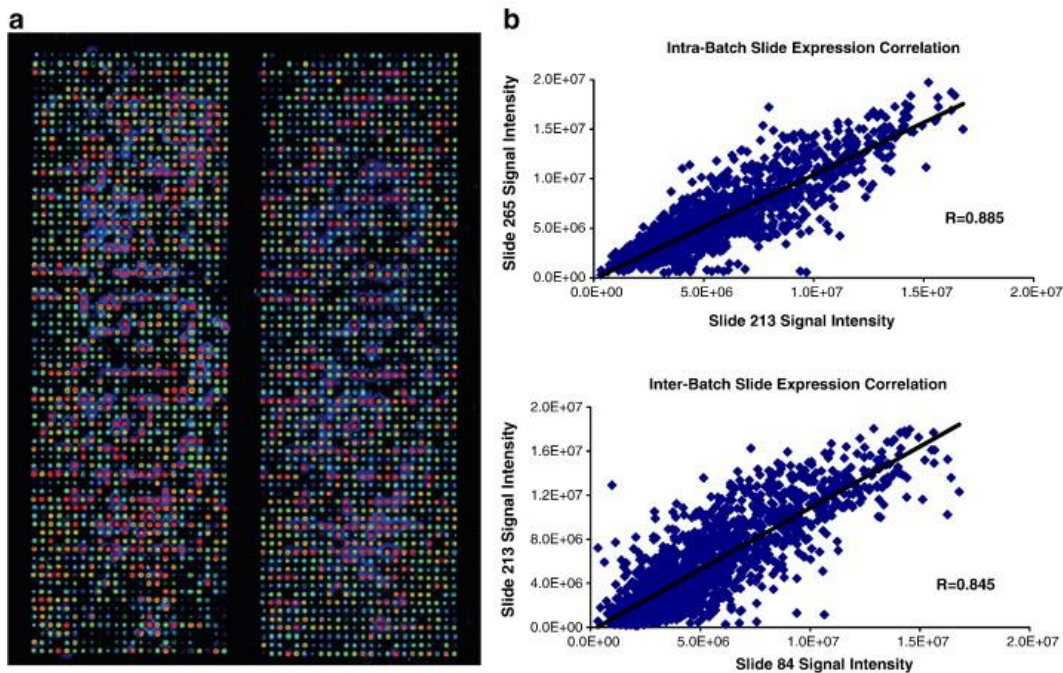 a
b
Intra-Batch Slide Expression Correlation
2.0E+07
1.5E+07
1.0E+07
5.0E+06
0.0E+00
Slide 265 Signal Intensity
R=0.885
0.0E+00 5.0E+06 1.0E+07 1.5E+07 2.0E+07
Slide 213 Signal Intensity
Inter-Batch Slide Expression Correlation
2.0E+07
1.6E+07
1.2E+07
8.0E+06
4.0E+06
0.0E+00
Slide 213 Signal Intensity
R=0.845
0.0E+00 5.0E+06 1.0E+07 1.5E+07 2.0E+07
Slide 84 Signal Intensity